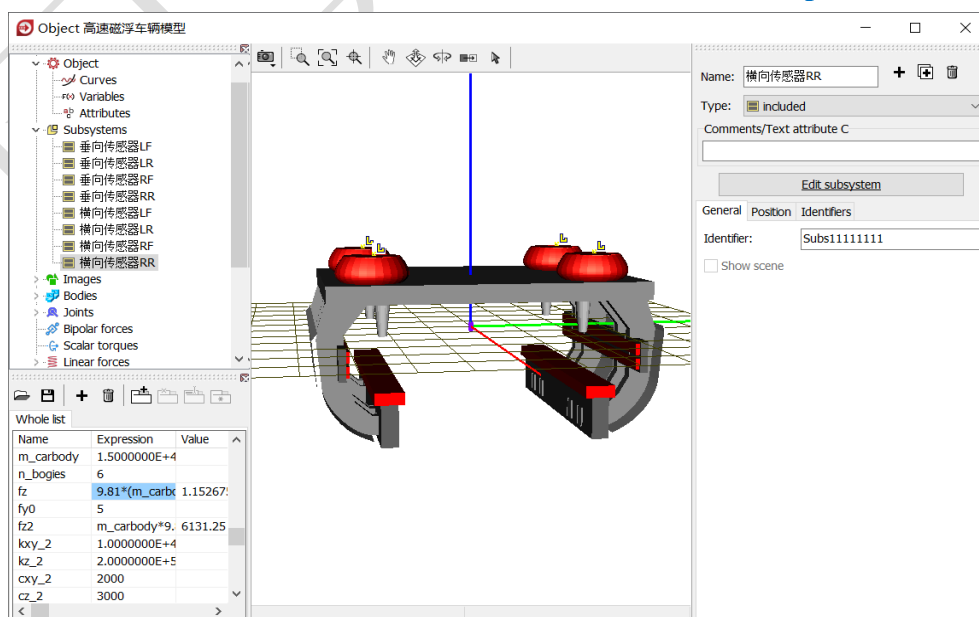 Object 高速磁浮车辆模型
Object
Curves
Variables
Attributes
Subsystems
垂向传感器LF
垂向传感器LR
垂向传感器RF
垂向传感器RR
横向传感器LF
横向传感器LR
横向传感器RF
横向传感器RR
Images
Bodies
Joints
Bipolar forces
Scalar torques
Linear forces
Whole list
Name Expression Value
m_carbody 1.5000000E+4
n_bogies 6
fz 9.81*(m_carbo 1.15267
fy0 5
fz2 m_carbody*9. 6131.25
kxy_2 1.0000000E+4
kz_2 2.0000000E+5
cxy_2 2000
cz_2 3000
L L L L
Name: 横向传感器RR
Type: included
Comments/Text attribute C
Edit subsystem
General Position Identifiers
Identifier: Subs11111111
Show scene